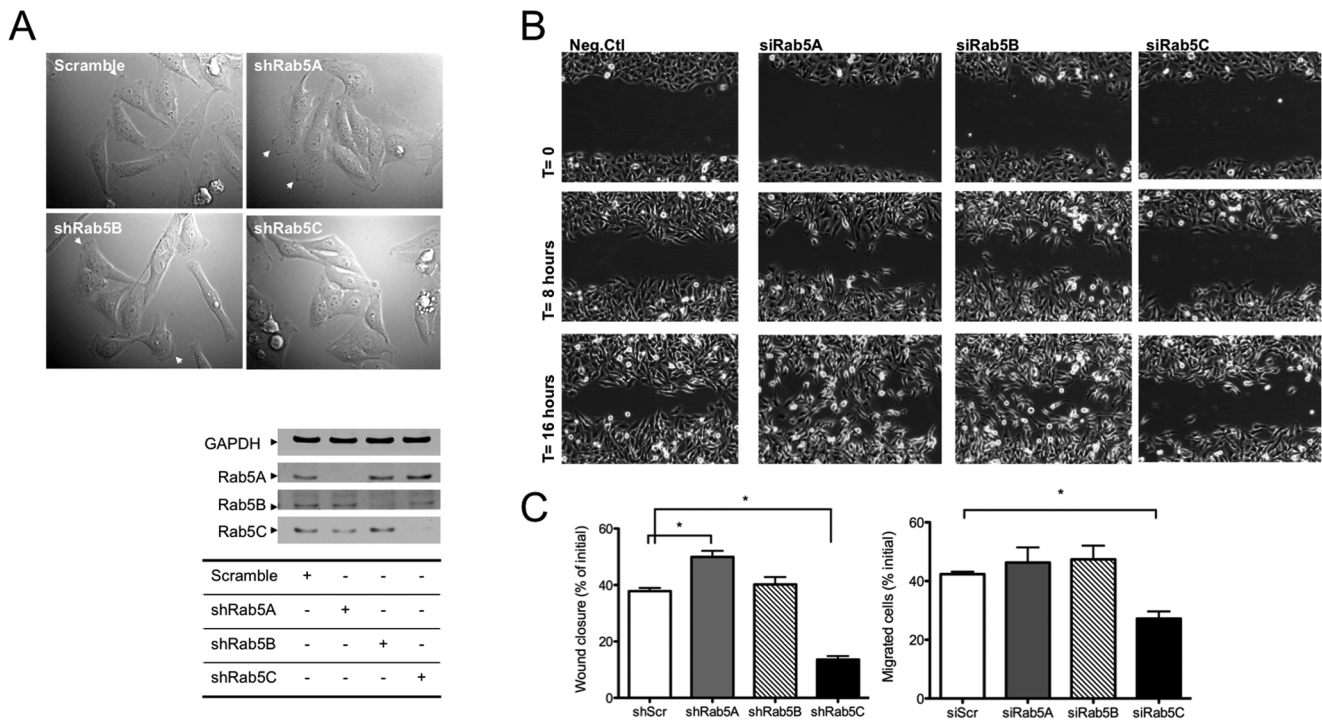 A
Scramble
shRab5A
shRab5B
shRab5C
GAPDH
Rab5A
Rab5B
Rab5C
Scramble + - - -
shRab5A - + - -
shRab5B - - + -
shRab5C - - - +
B
Neg.Ctl siRab5A siRab5B siRab5C
T= 0
T= 8 hours
T= 16 hours
C
Wound closure (% of initial)
60
40
20
0
* *
shScr shRab5A shRab5B shRab5C
Migrated cells (% initial)
60
40
20
0
*
siScr siRab5A siRab5B siRab5C